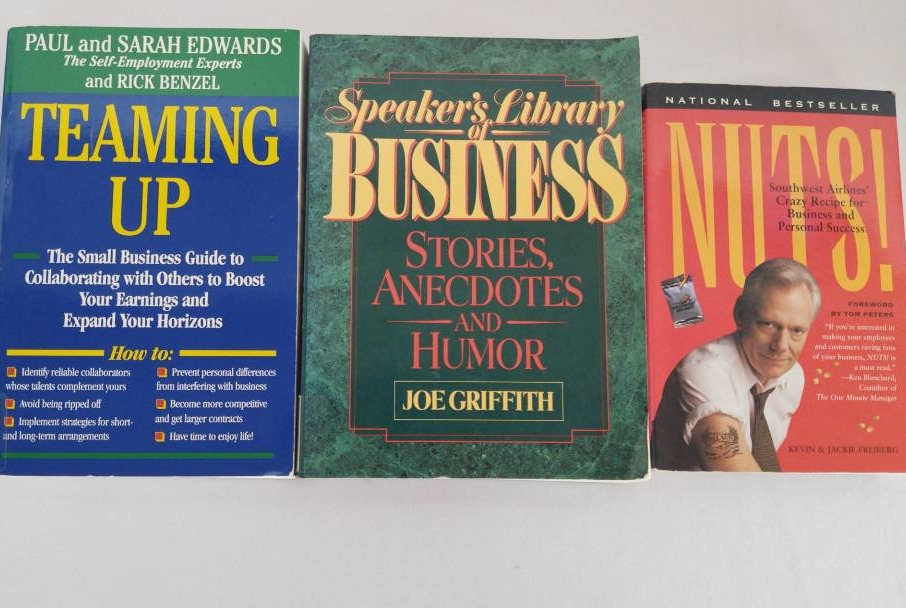 PAUL and SARAH EDWARDS
The Self-Employment Experts
and RICK BENZEL
TEAMING
UP
The Small Business Guide to
Collaborating with Others to Boost
Your Earnings and
Expand Your Horizons
How to:
Identify reliable collaborators
whose talents complement yours
Avoid being ripped off
Implement strategies for short-
and long-term arrangements
Prevent personal differences
from interfering with business
Become more competitive
and get larger contracts
Have time to enjoy life!
Speaker's Library
of
BUSINESS
STORIES,
ANECDOTES
AND
HUMOR
JOE GRIFFITH
NATIONAL BESTSELLER
NUTS!
Southwest Airlines'
Crazy Recipe for
Business and
Personal Success
FOREWORD
BY TOM PETERS
"If you're interested in
making your employees
and customers raving fans
of your business, NUTS! is
a must read."
—Ken Blanchard,
Coauthor of
The One Minute Manager
KEVIN & JACKIE FREIBERG